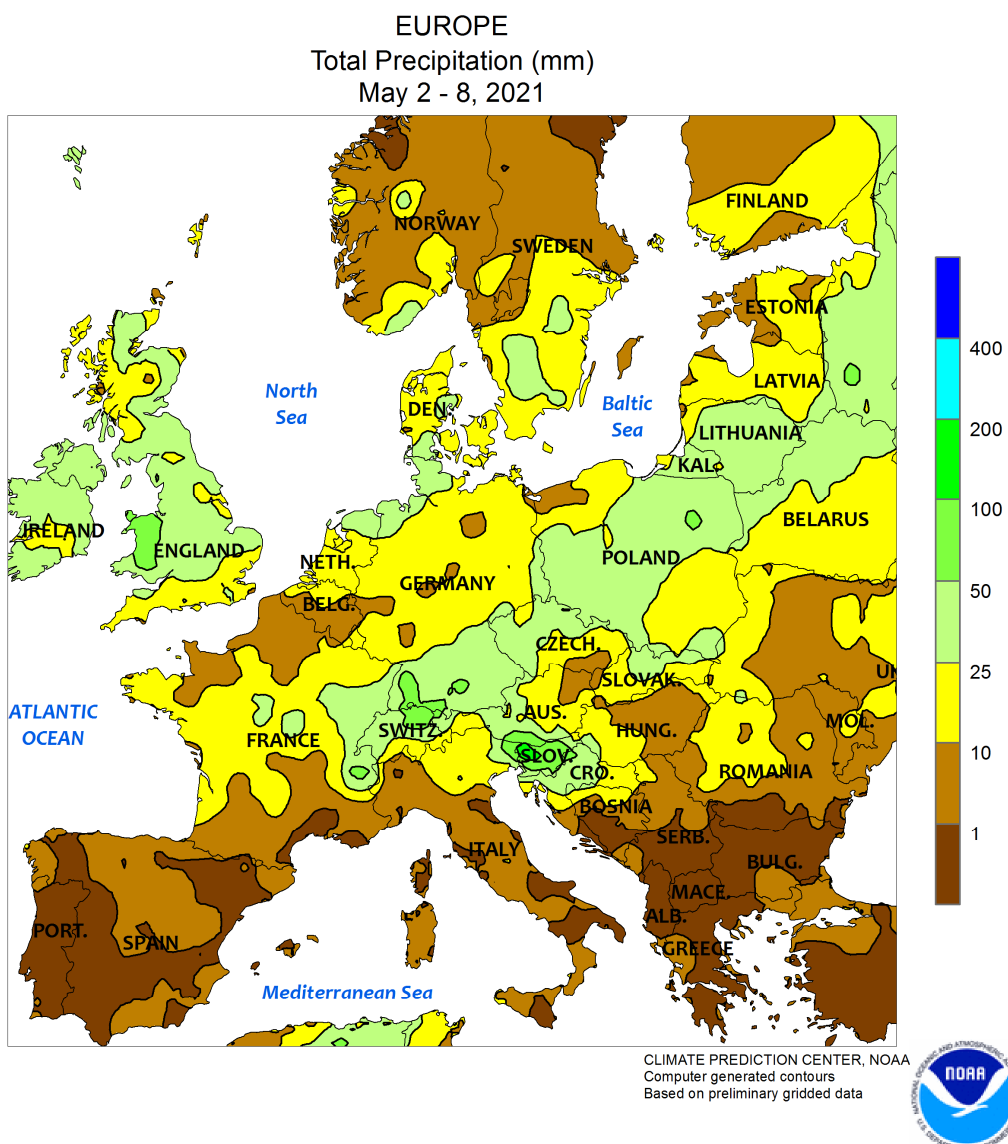 EUROPE
Total Precipitation (mm)
May 2 - 8, 2021
FINLAND
NORWAY
SWEDEN
ESTONIA
400
North
Sea
LATVIA
DEN.
Baltic
Sea
200
LITHUANIA
KAL.
100
IRELAND
ENGLAND
BELARUS
NETH.
POLAND
GERMANY
50
BELG.
CZECH.
SLOVAK.
UK
25
ATLANTIC
OCEAN
AUS.
MOL.
SWITZ.
HUNG.
FRANCE
10
SLOV.
CRO.
ROMANIA
BOSNIA
1
SERB.
ITALY
BULG.
MACE.
ALB.
PORT.
SPAIN
GREECE
Mediterranean Sea
CLIMATE PREDICTION CENTER, NOAA
Computer generated contours
Based on preliminary gridded data
NOAA